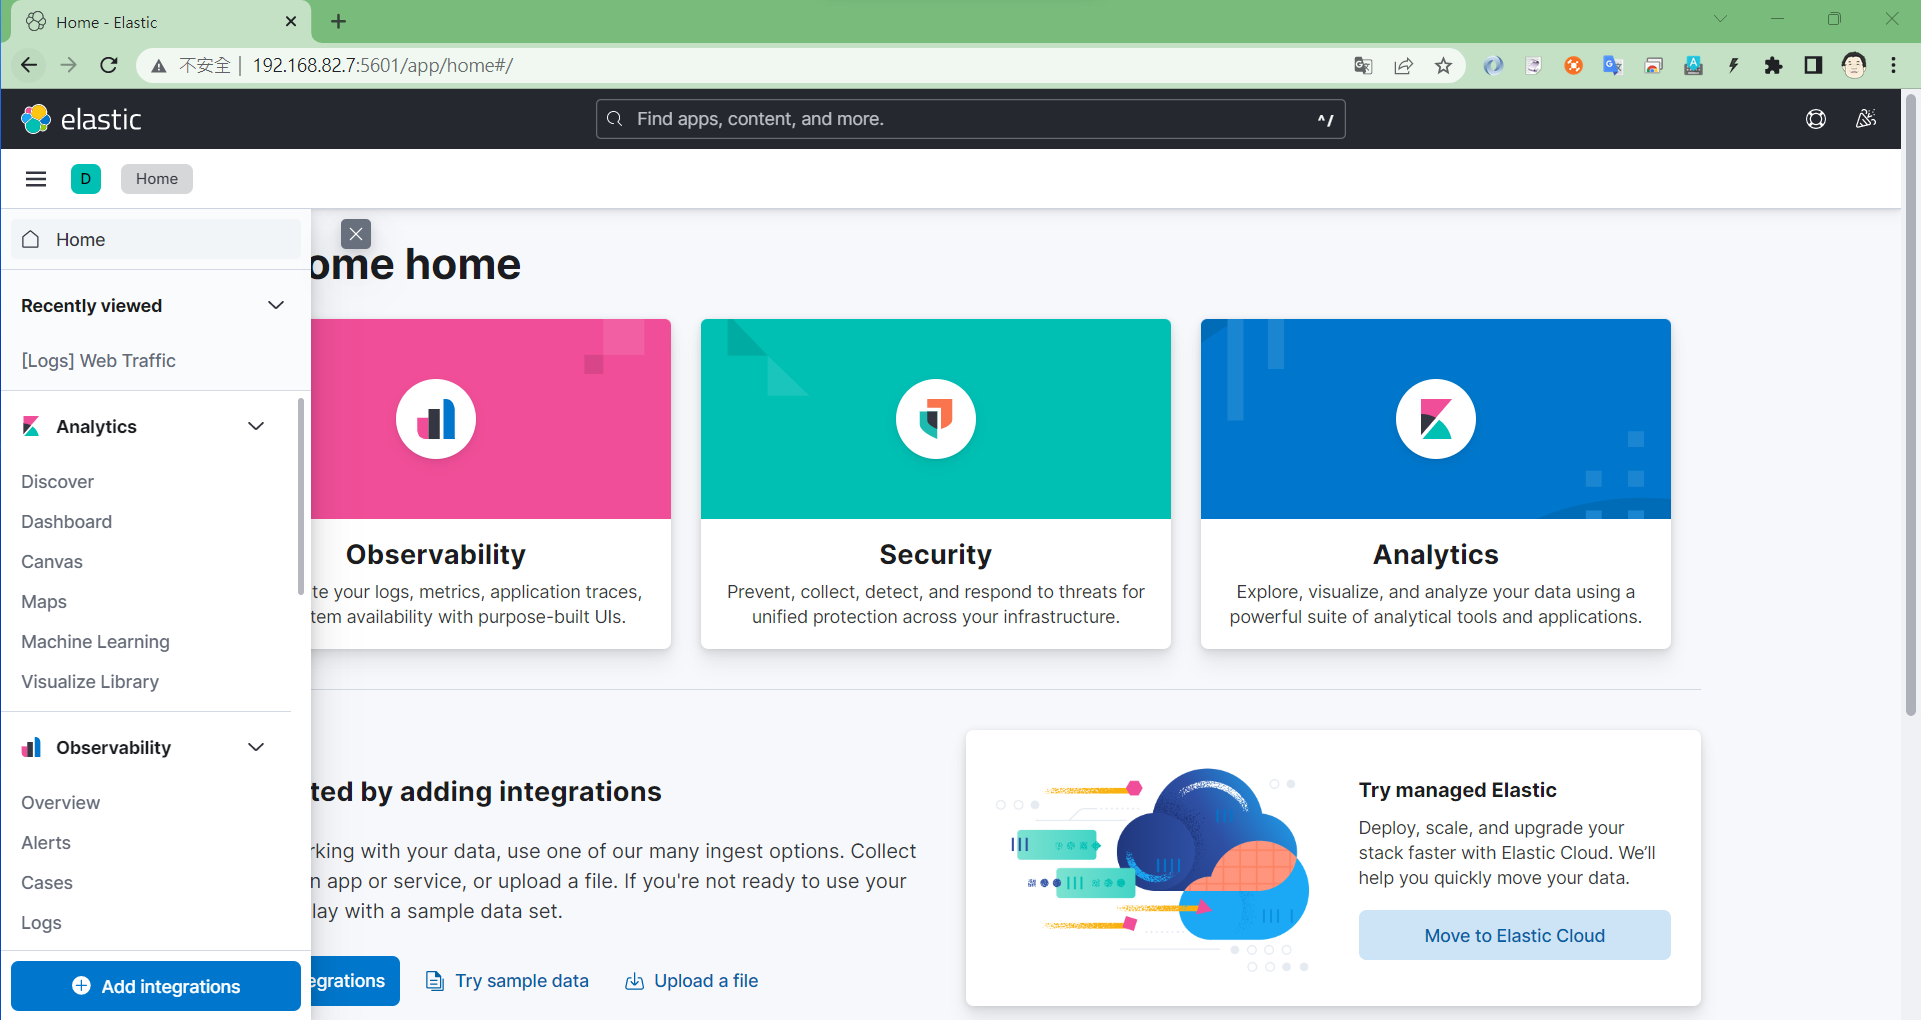 Home - Elastic
不安全 | 192.168.82.7:5601/app/home#/
elastic
Find apps, content, and more.
^/
D
Home
Home
Recently viewed
[Logs] Web Traffic
Analytics
Discover
Dashboard
Canvas
Maps
Machine Learning
Visualize Library
Observability
Overview
Alerts
Cases
Logs
Add integrations
ome home
Observability
te your logs, metrics, application traces,
tem availability with purpose-built UIs.
Security
Prevent, collect, detect, and respond to threats for
unified protection across your infrastructure.
Analytics
Explore, visualize, and analyze your data using a
powerful suite of analytical tools and applications.
ted by adding integrations
rking with your data, use one of our many ingest options. Collect
n app or service, or upload a file. If you're not ready to use your
lay with a sample data set.
egrations
Try sample data
Upload a file
Try managed Elastic
Deploy, scale, and upgrade your
stack faster with Elastic Cloud. We’ll
help you quickly move your data.
Move to Elastic Cloud